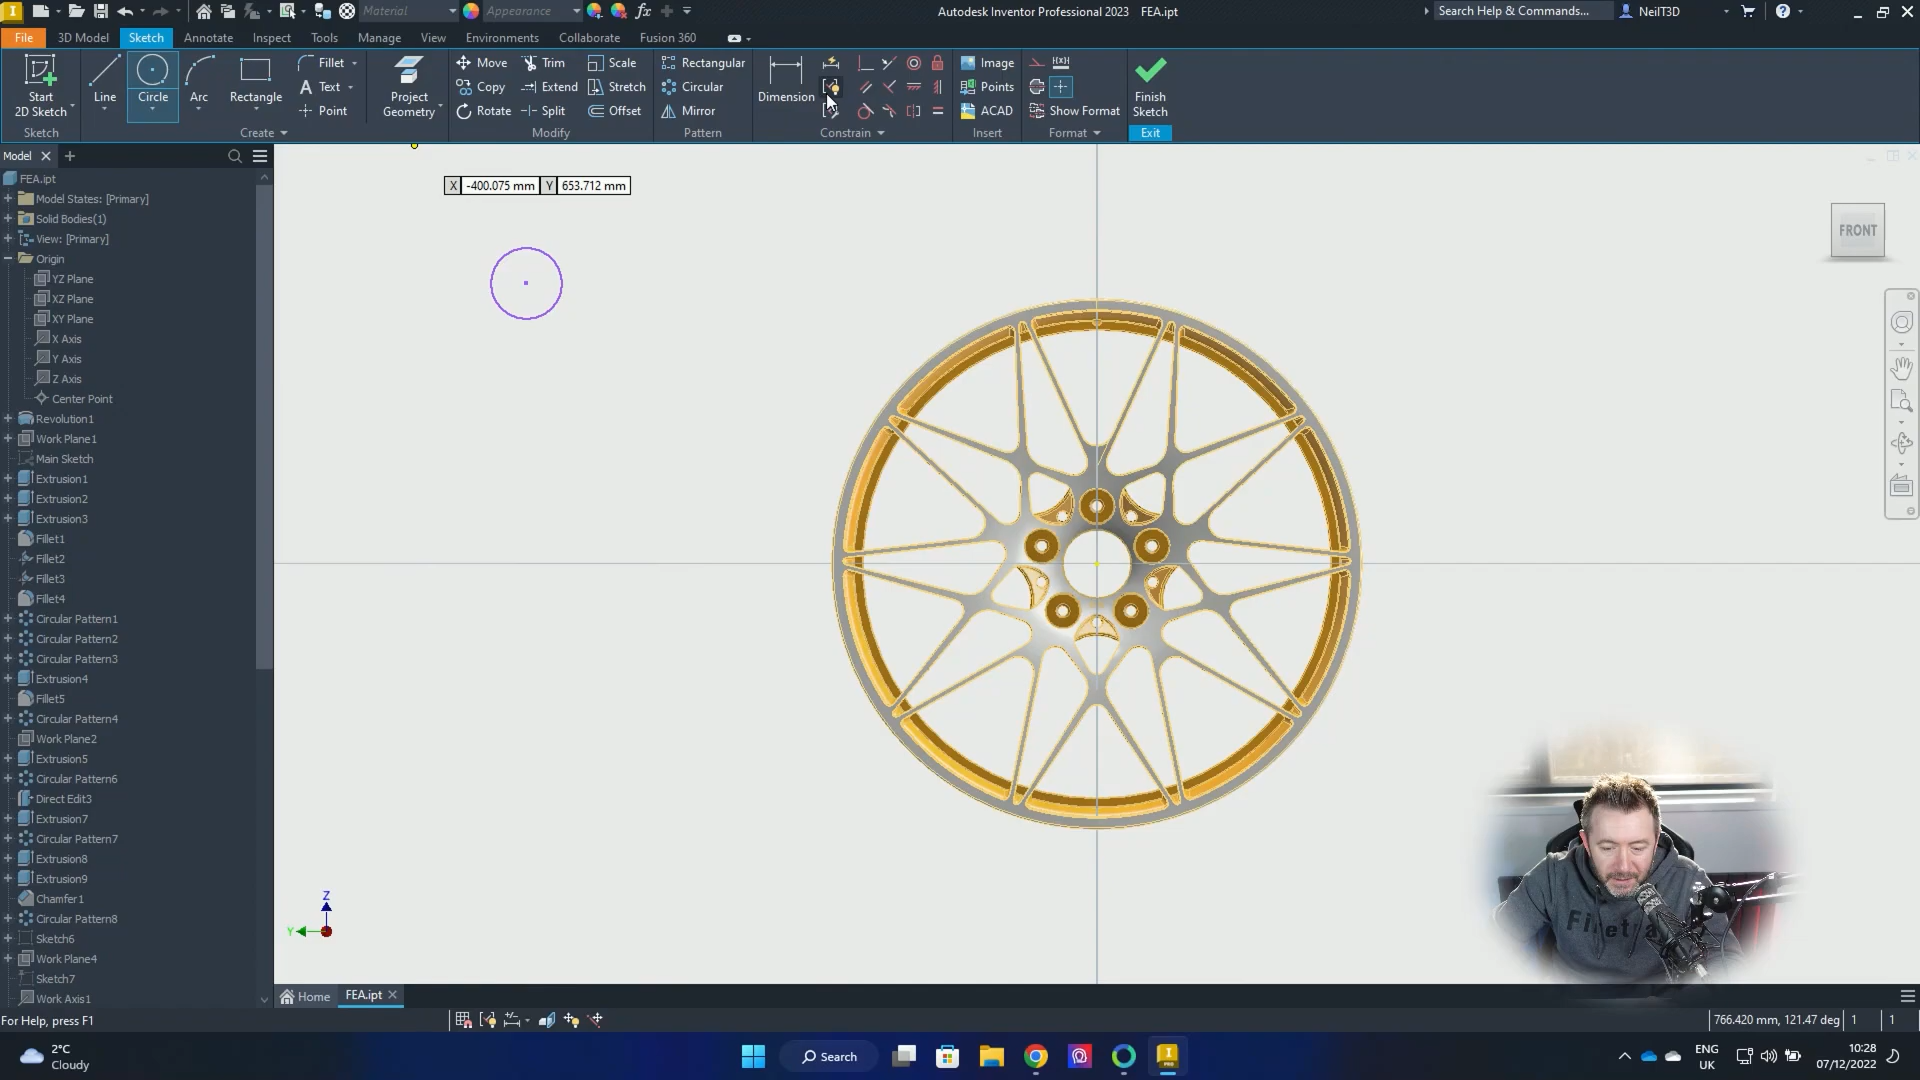 Material
Appearance
fx
Autodesk Inventor Professional 2023 FEA.ipt
Search Help & Commands...
NeilT3D
File
3D Model
Sketch
Annotate
Inspect
Tools
Manage
View
Environments
Collaborate
Fusion 360
Start
2D Sketch
Line
Circle
Arc
Rectangle
Fillet
Text
Point
Project
Geometry
Move
Copy
Rotate
Trim
Extend
Split
Scale
Stretch
Offset
Rectangular
Circular
Mirror
Dimension
Image
Points
ACAD
Show Format
Finish
Sketch
Sketch
Create
Modify
Pattern
Constrain
Insert
Format
Exit
Model
FEA.ipt
Model States: [Primary]
Solid Bodies(1)
View: [Primary]
Origin
YZ Plane
XZ Plane
XY Plane
X Axis
Y Axis
Z Axis
Center Point
Revolution1
Work Plane1
Main Sketch
Extrusion1
Extrusion2
Extrusion3
Fillet1
Fillet2
Fillet3
Fillet4
Circular Pattern1
Circular Pattern2
Circular Pattern3
Extrusion4
Fillet5
Circular Pattern4
Work Plane2
Extrusion5
Circular Pattern6
Direct Edit3
Extrusion7
Circular Pattern7
Extrusion8
Extrusion9
Chamfer1
Circular Pattern8
Sketch6
Work Plane4
Sketch7
Work Axis1
X -400.075 mm Y 653.712 mm
FRONT
Z
Y
Home
FEA.ipt
For Help, press F1
766.420 mm, 121.47 deg 1 1
2°C
Cloudy
Search
ENG
UK
10:28
07/12/2022